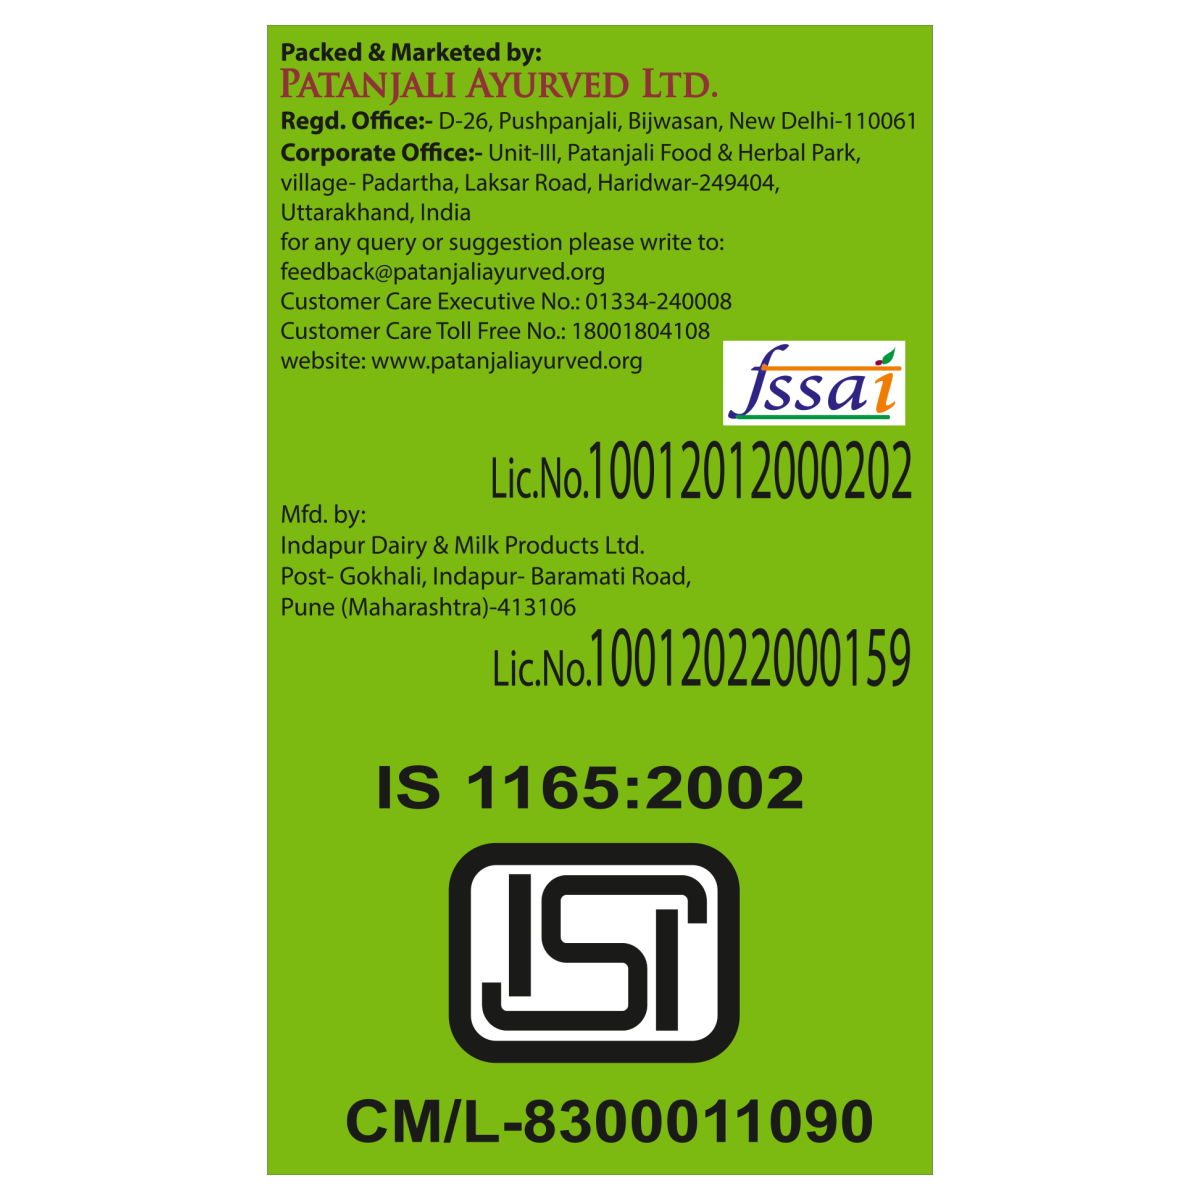 Packed & Marketed by:
PATANJALI AYURVED LTD.
Regd. Office:- D-26, Pushpanjali, Bijwasan, New Delhi-110061
Corporate Office:- Unit-III, Patanjali Food & Herbal Park,
village- Padartha, Laksar Road, Haridwar-249404,
Uttarakhand, India
for any query or suggestion please write to:
feedback@patanjaliayurved.org
Customer Care Executive No.: 01334-240008
Customer Care Toll Free No.: 18001804108
website: www.patanjaliayurved.org
fssai
Lic.No.10012012000202
Mfd. by:
Indapur Dairy & Milk Products Ltd.
Post- Gokhali, Indapur- Baramati Road,
Pune (Maharashtra)-413106
Lic.No.10012022000159
IS 1165:2002
ISI
CM/L-8300011090